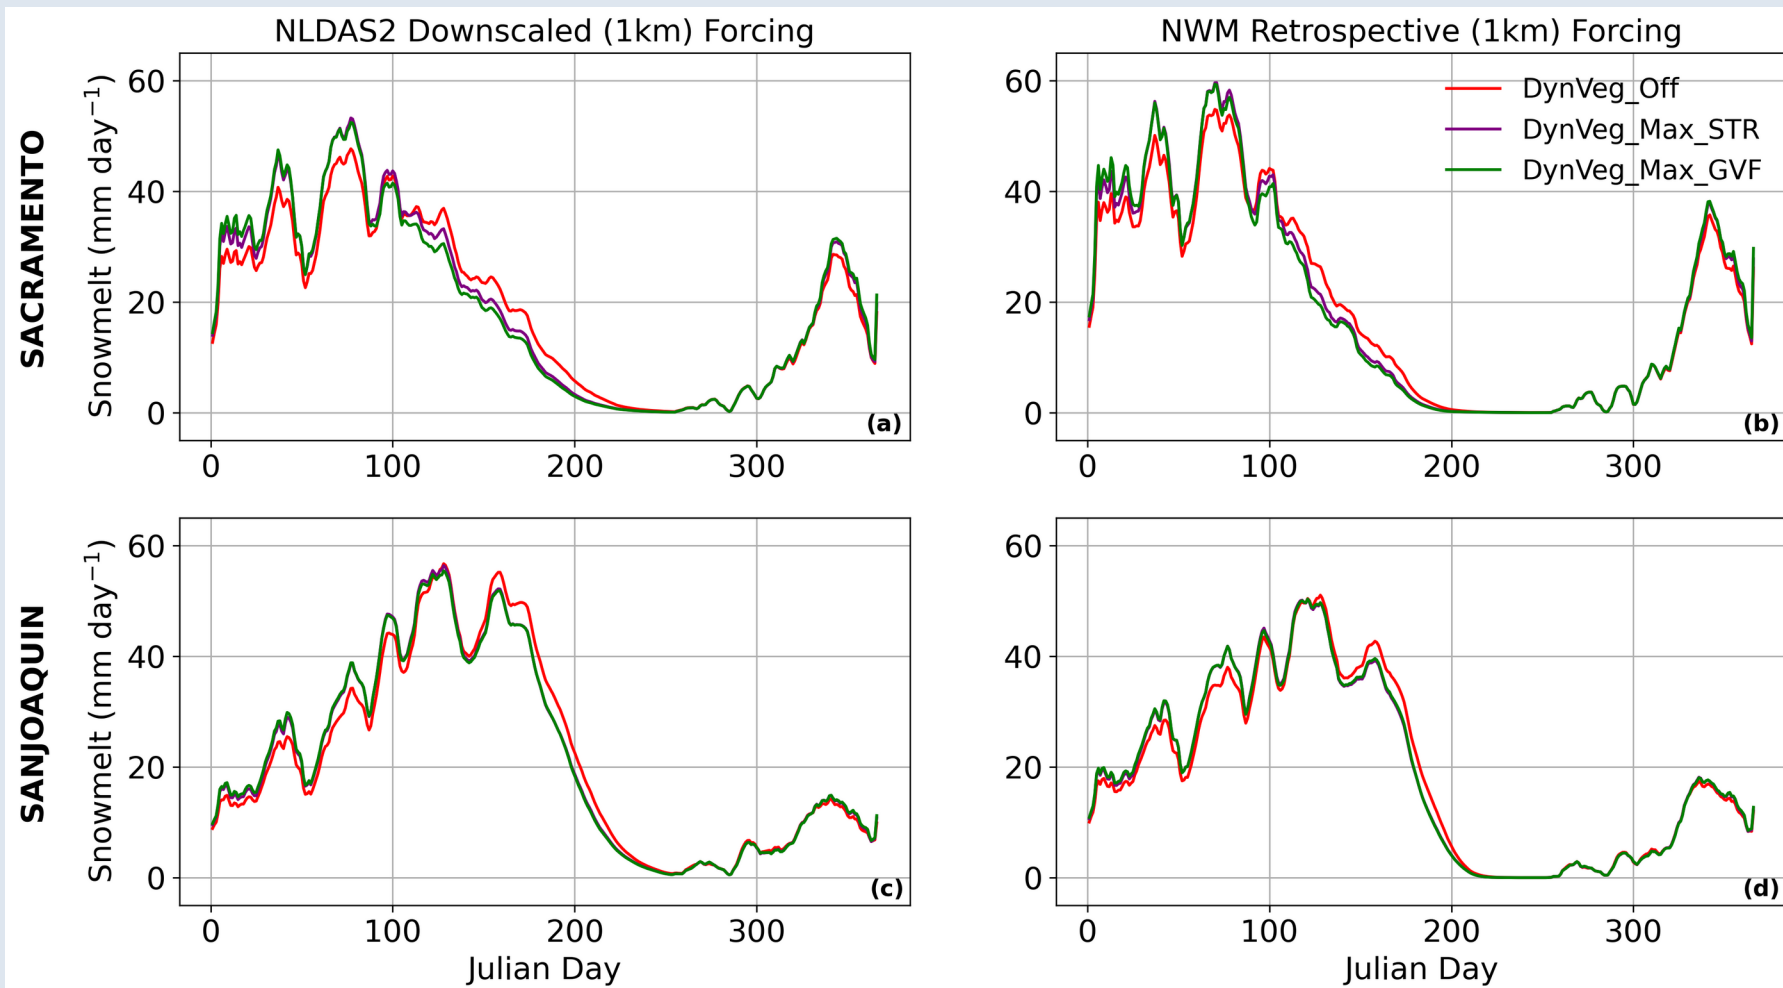 NLDAS2 Downscaled (1km) Forcing
NWM Retrospective (1km) Forcing
SACRAMENTO
Snowmelt (mm day⁻¹)
60
40
20
0
0 100 200 300
(a)
60
40
20
0
0 100 200 300
DynVeg_Off
DynVeg_Max_STR
DynVeg_Max_GVF
(b)
SANJOAQUIN
Snowmelt (mm day⁻¹)
60
40
20
0
0 100 200 300
Julian Day
(c)
60
40
20
0
0 100 200 300
Julian Day
(d)